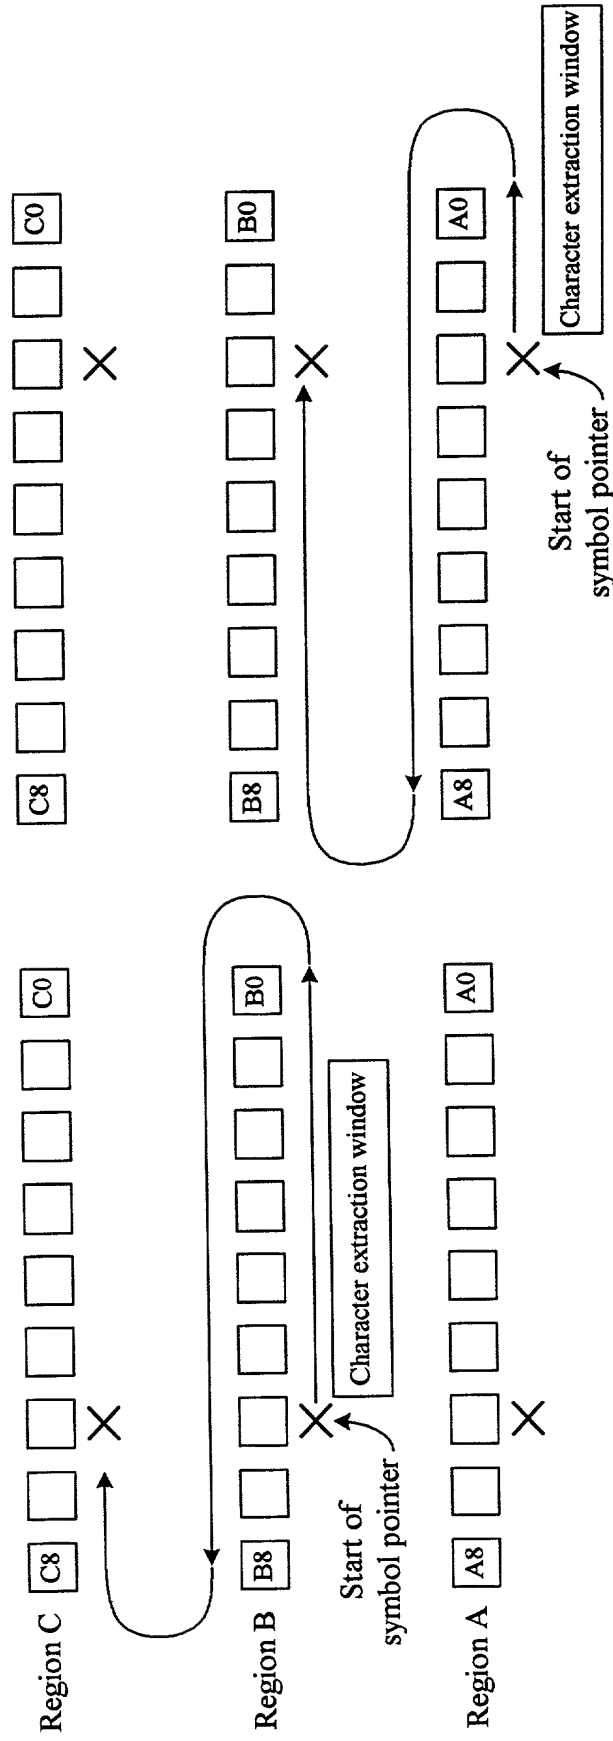 Region C C8 C0 C8 C0
Region B B8 B0 B8 B0
Character extraction window
Start of
symbol pointer
Region A A8 A0 A8 A0
Character extraction window
Start of
symbol pointer